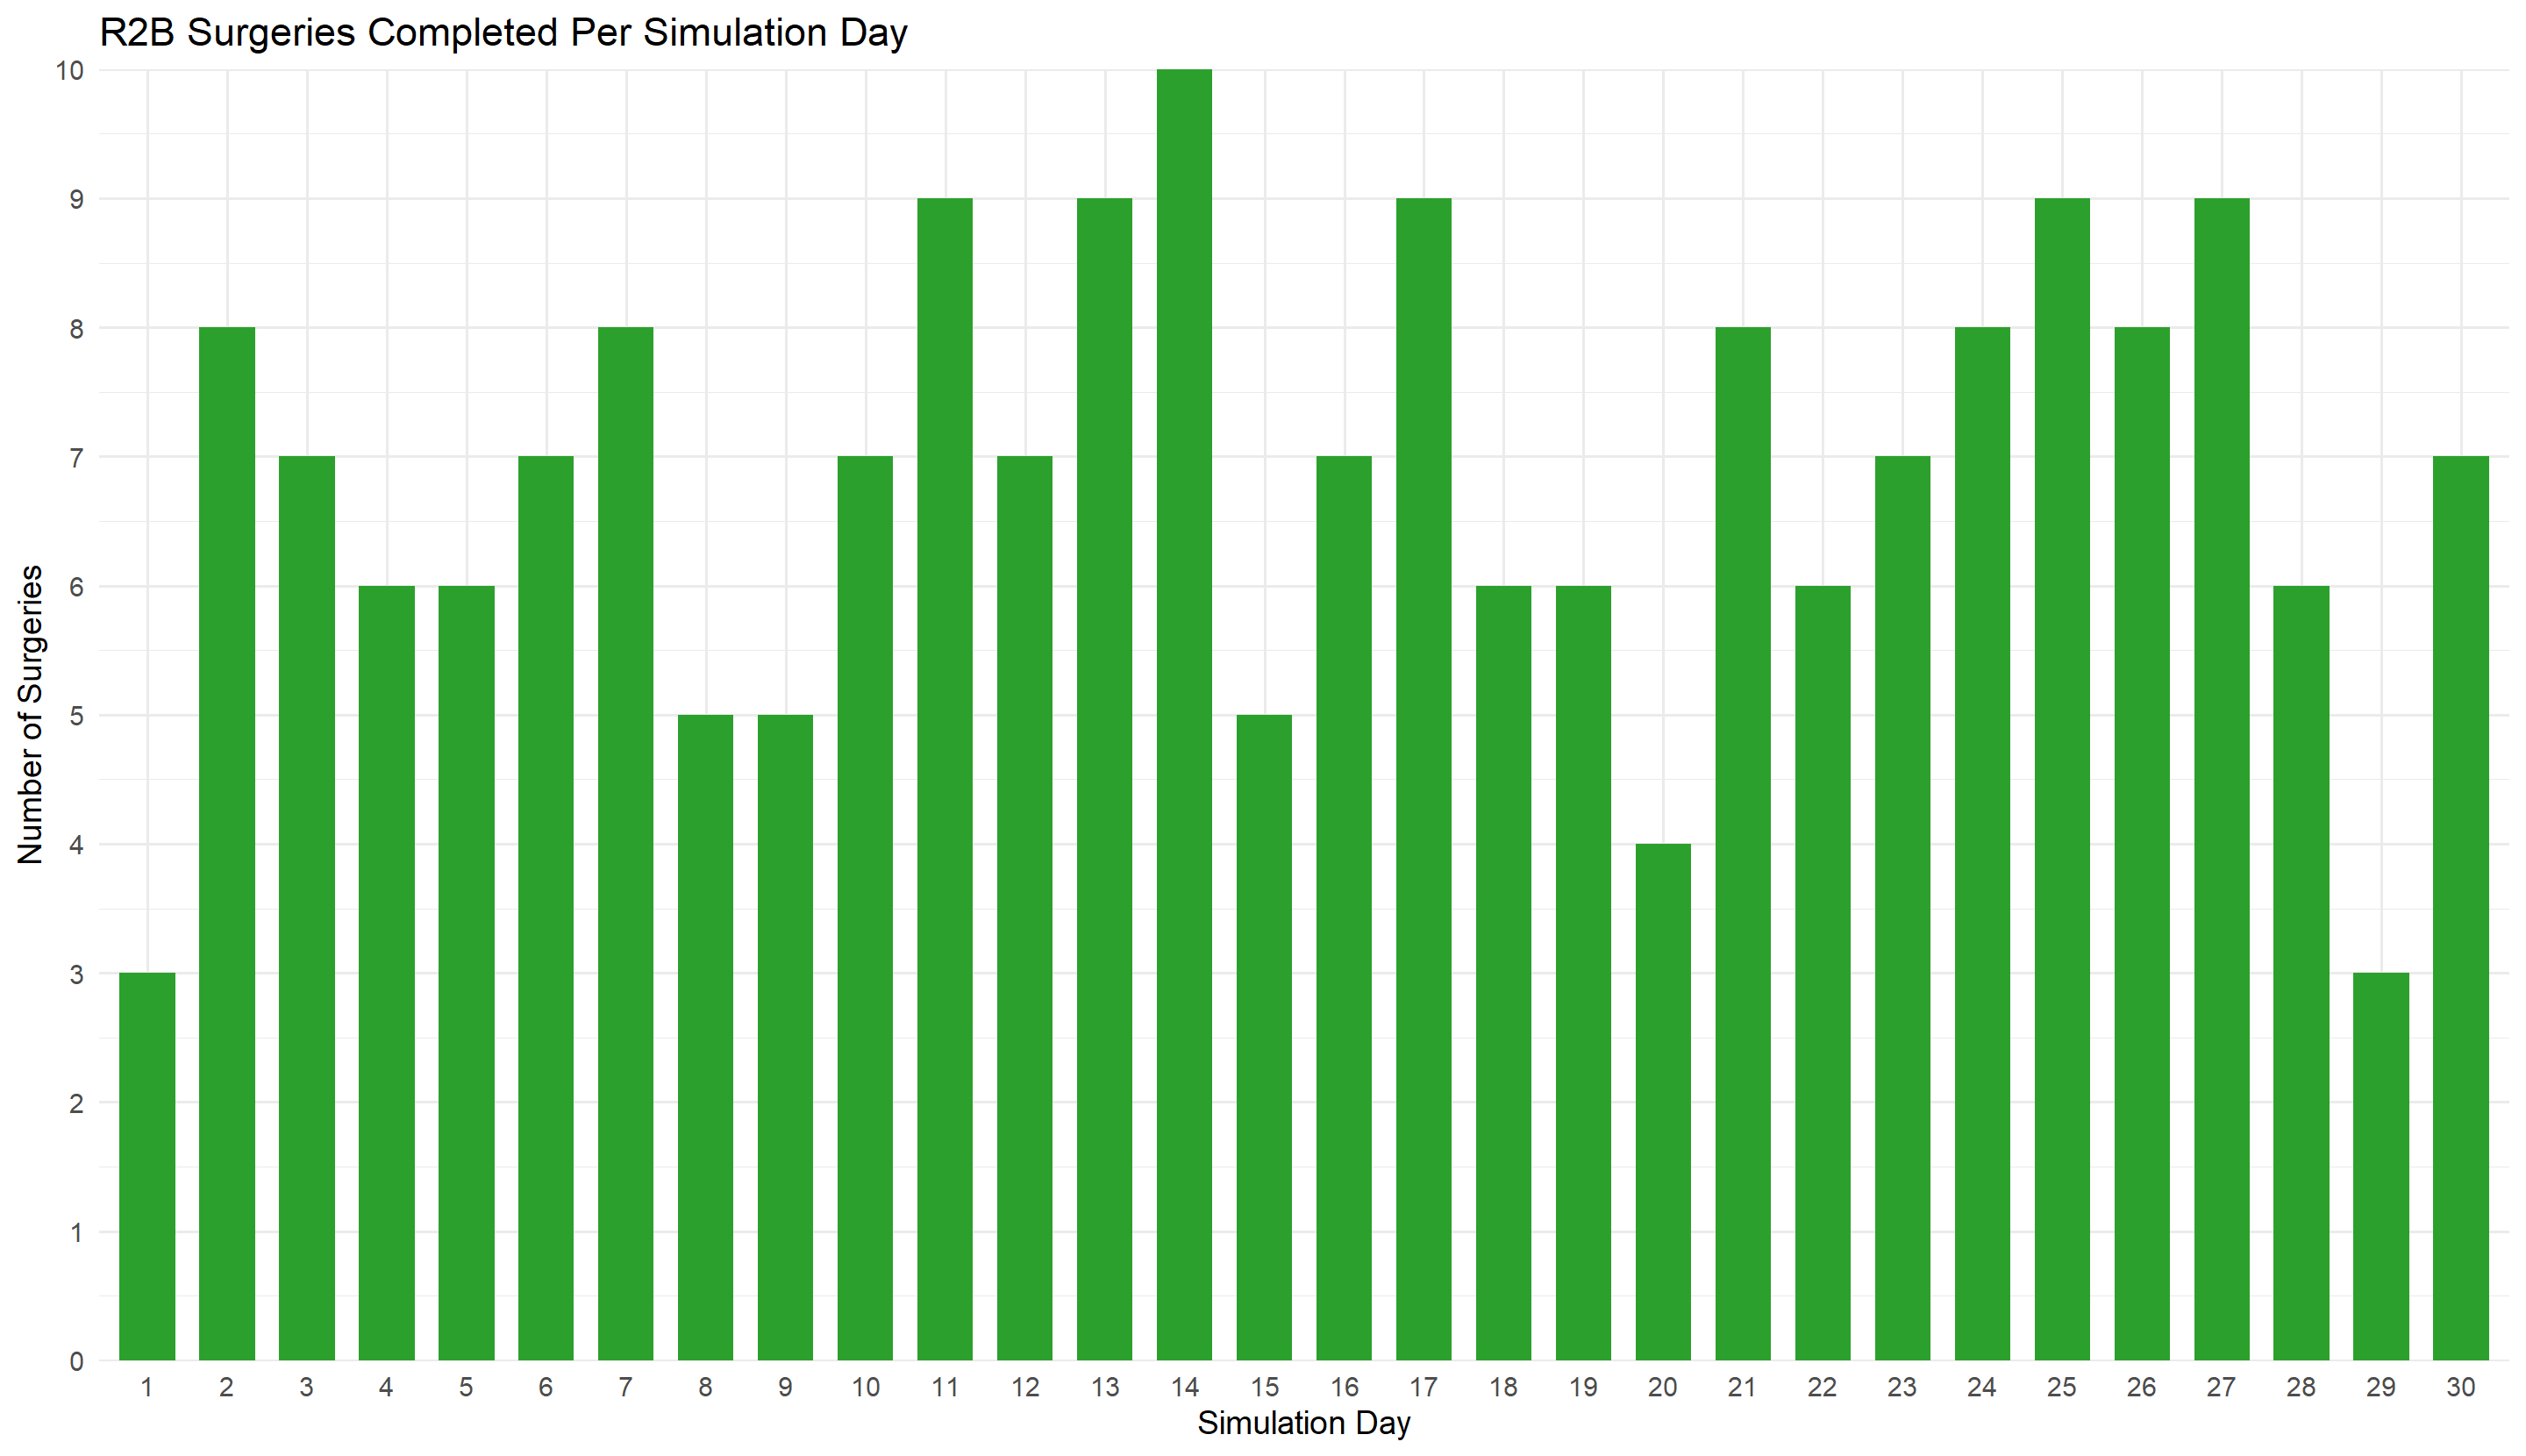 R2B Surgeries Completed Per Simulation Day
10
9
8
7
6
5
4
3
2
1
0
Number of Surgeries
1 2 3 4 5 6 7 8 9 10 11 12 13 14 15 16 17 18 19 20 21 22 23 24 25 26 27 28 29 30
Simulation Day